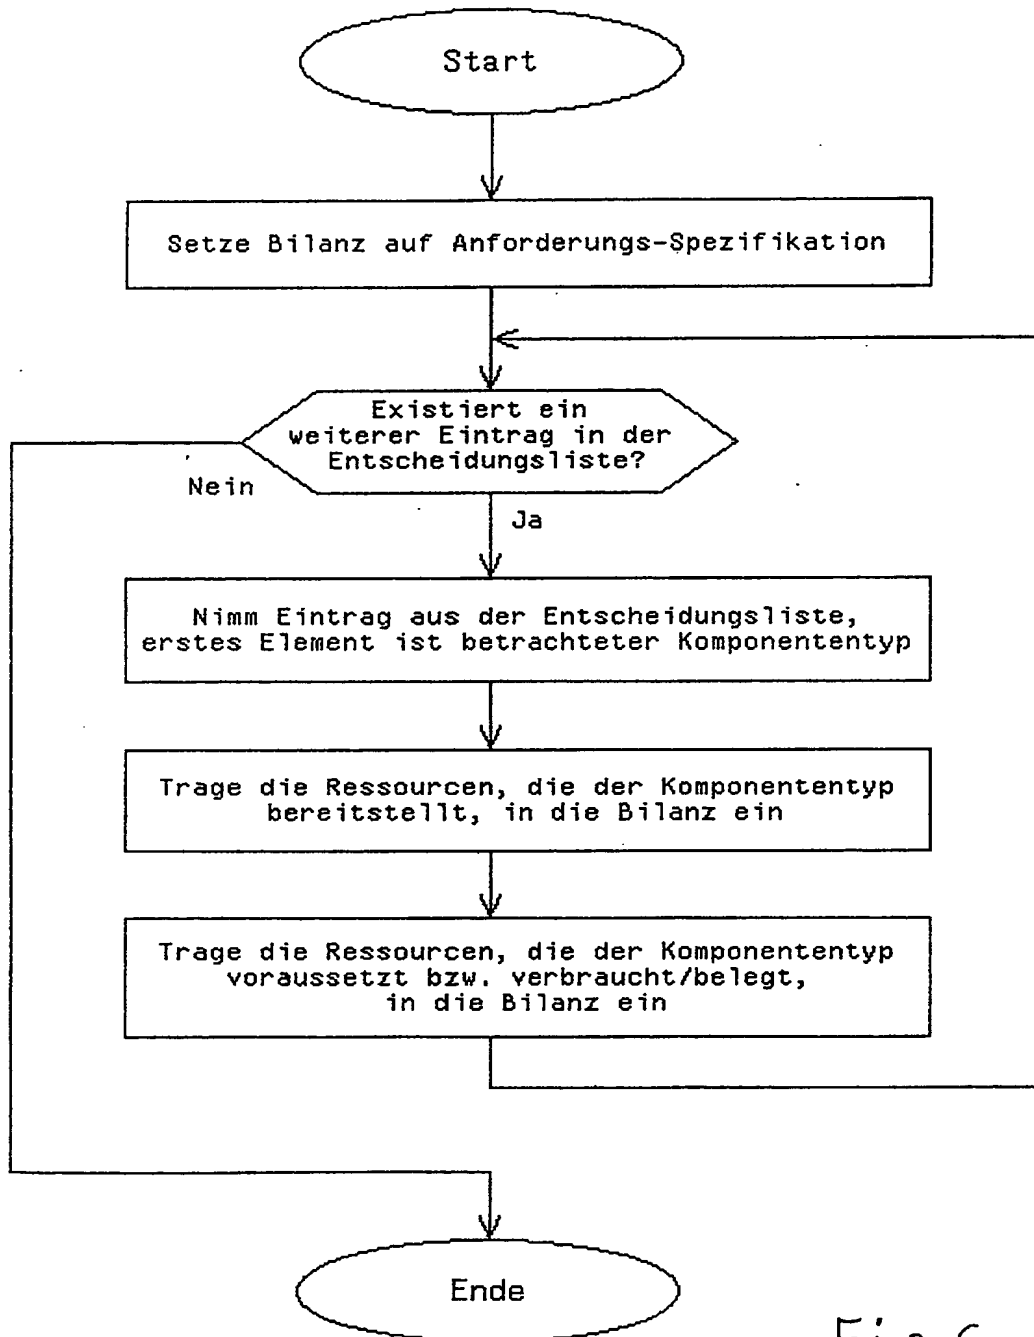 Start
Setze Bilanz auf Anforderungs-Spezifikation
Existiert ein
weiterer Eintrag in der
Entscheidungsliste?
Nein
Ja
Nimm Eintrag aus der Entscheidungsliste,
erstes Element ist betrachteter Komponententyp
Trage die Ressourcen, die der Komponententyp
bereitstellt, in die Bilanz ein
Trage die Ressourcen, die der Komponententyp
voraussetzt bzw. verbraucht/belegt,
in die Bilanz ein
Ende